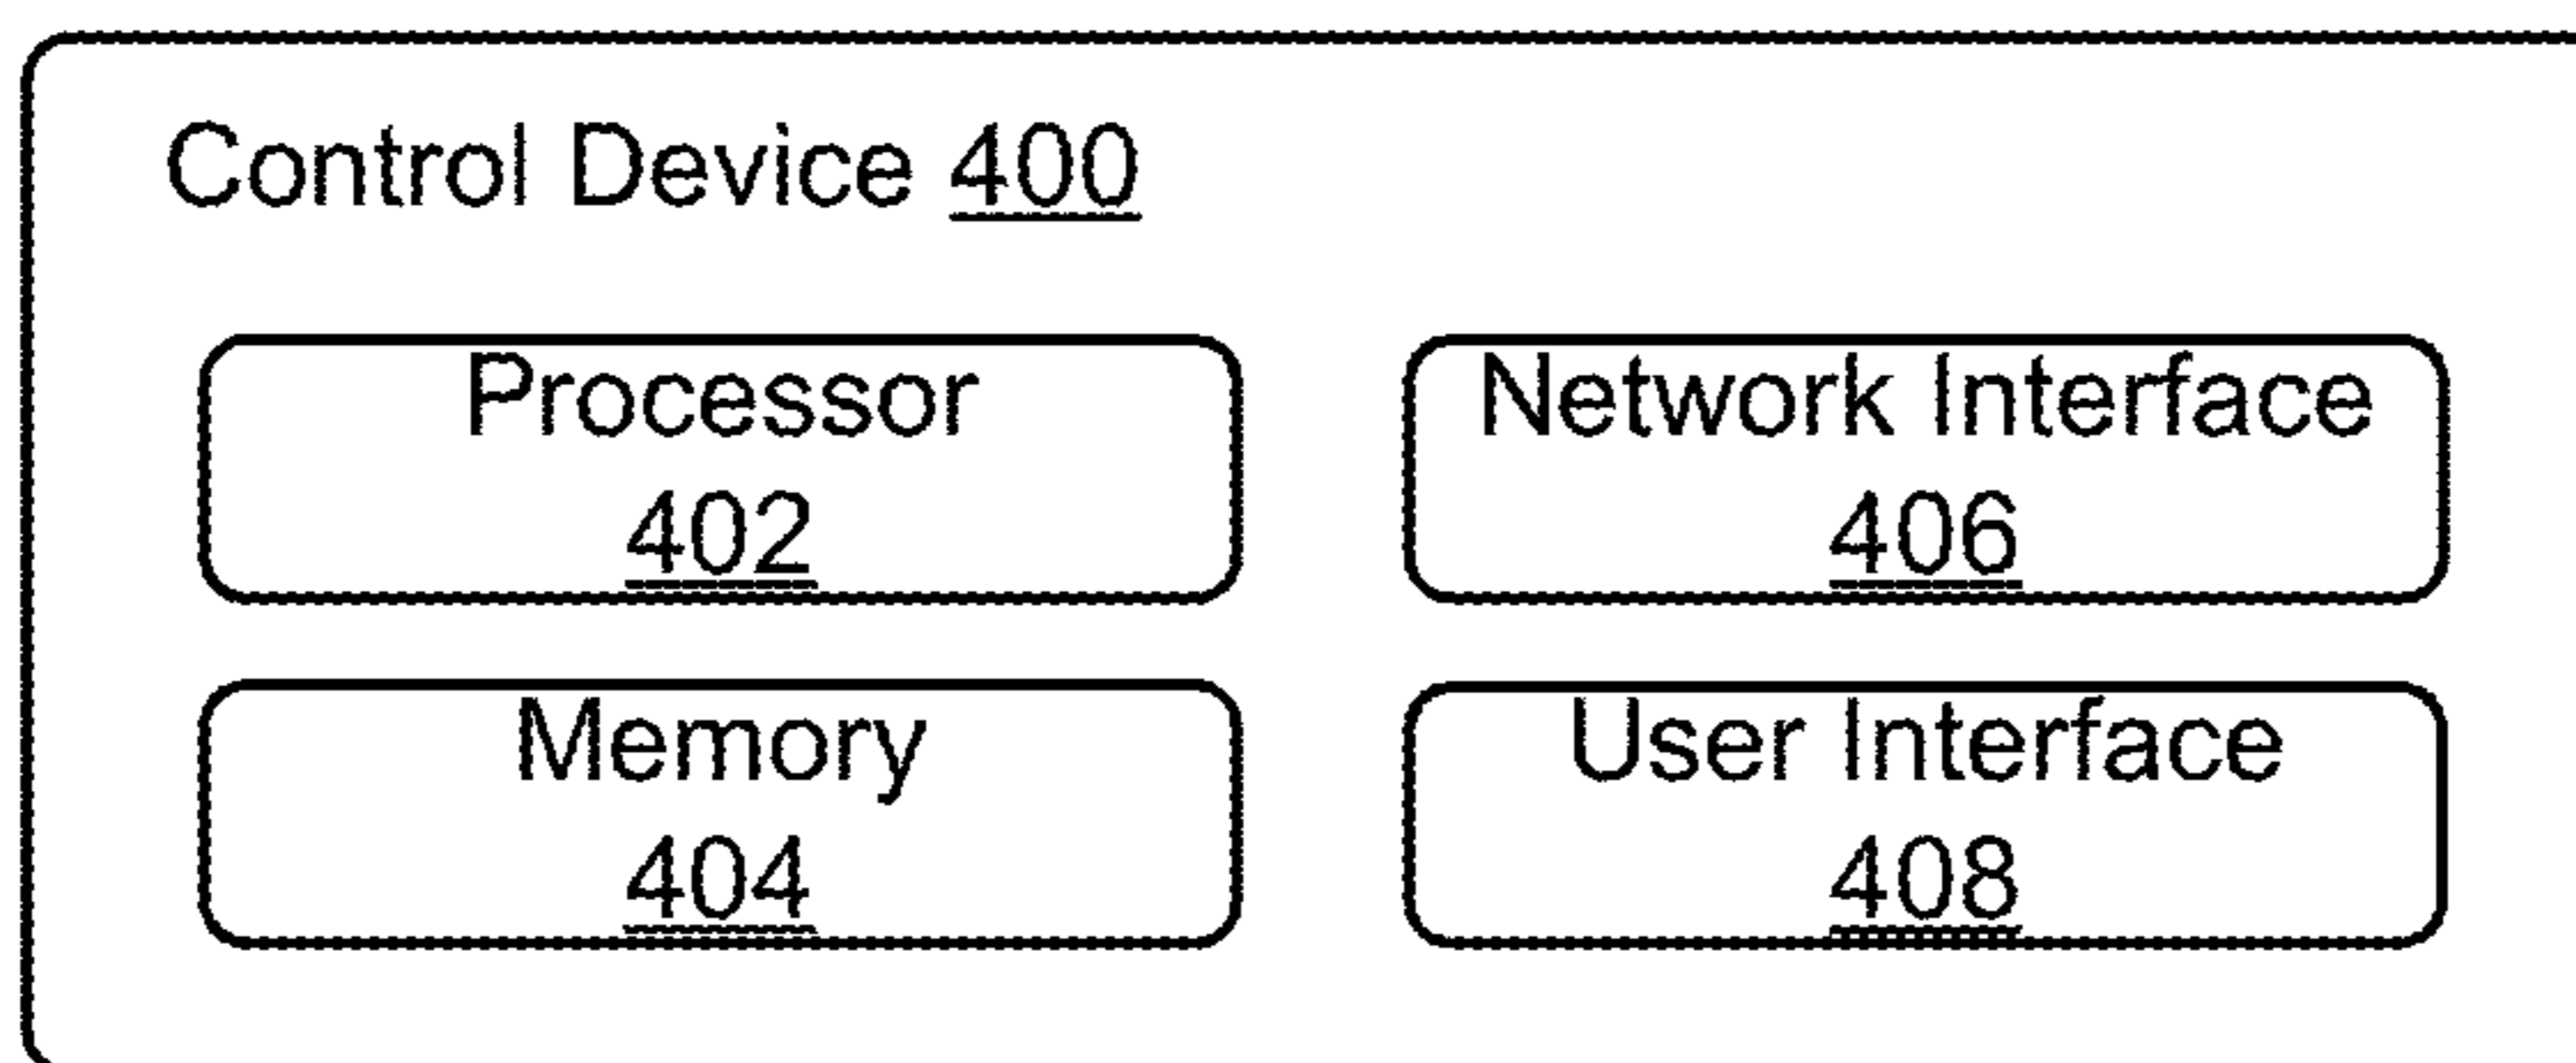 Control Device 400
Processor
402
Network Interface
406
Memory
404
User Interface
408